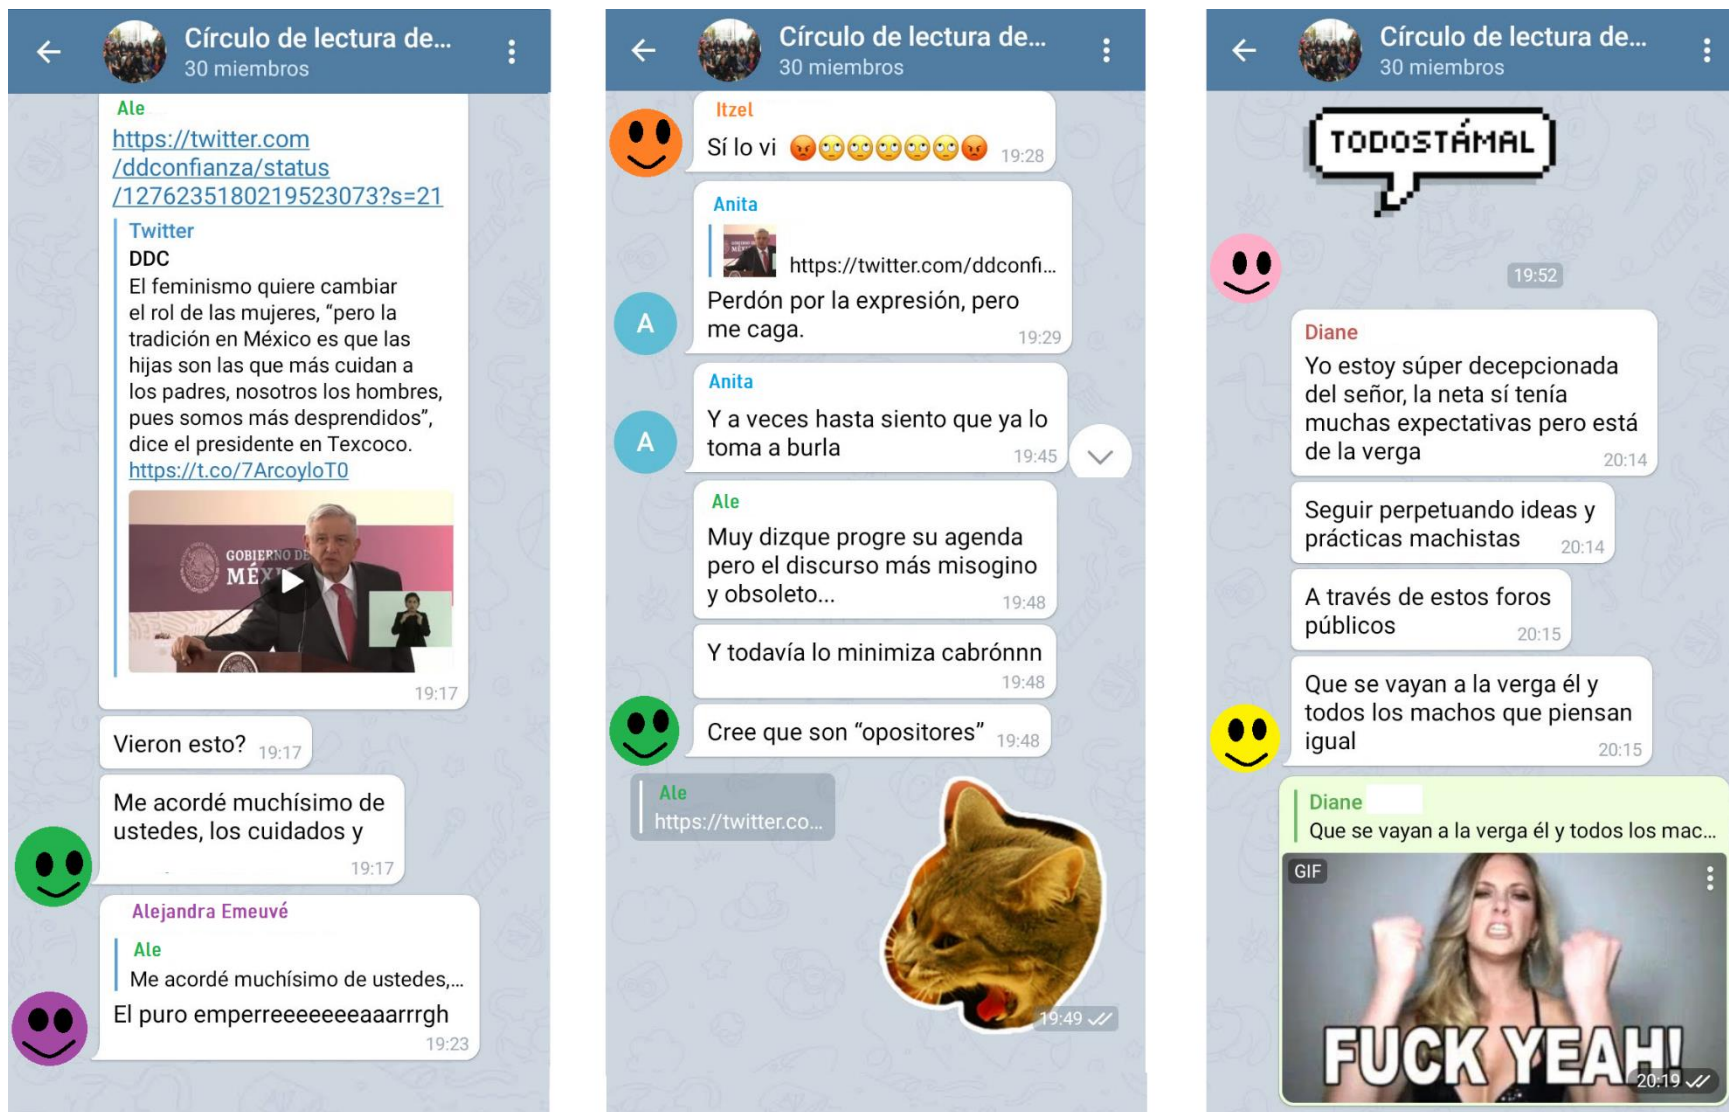 Círculo de lectura de...
30 miembros
Ale
https://twitter.com
/ddconfianza/status
/1276235180219523073?s=21
Twitter
DDC
El feminismo quiere cambiar
el rol de las mujeres, “pero la
tradición en México es que las
hijas son las que más cuidan a
los padres, nosotros los hombres,
pues somos más desprendidos”,
dice el presidente en Texcoco.
https://t.co/7ArcoyloT0
GOBIERNO DE
MÉXI
19:17
Vieron esto? 19:17
Me acordé muchísimo de
ustedes, los cuidados y
19:17
Alejandra Emeuvé
Ale
Me acordé muchísimo de ustedes,...
El puro emperreeeeeeeaaarrrgh
19:23
Círculo de lectura de...
30 miembros
Itzel
Sí lo vi 😡🙄🙄🙄🙄🙄😡 19:28
Anita
https://twitter.com/ddconfi...
A
Perdón por la expresión, pero
me caga. 19:29
Anita
A
Y a veces hasta siento que ya lo
toma a burla 19:45
Ale
Muy dizque progre su agenda
pero el discurso más misogino
y obsoleto... 19:48
Y todavía lo minimiza cabrónnn
19:48
Cree que son “opositores” 19:48
Ale
https://twitter.co...
19:49
Círculo de lectura de...
30 miembros
TODOSTÁMAL
19:52
Diane
Yo estoy súper decepcionada
del señor, la neta sí tenía
muchas expectativas pero está
de la verga 20:14
Seguir perpetuando ideas y
prácticas machistas 20:14
A través de estos foros
públicos 20:15
Que se vayan a la verga él y
todos los machos que piensan
igual 20:15
Diane
Que se vayan a la verga él y todos los mac...
GIF
FUCK YEAH!
20:19